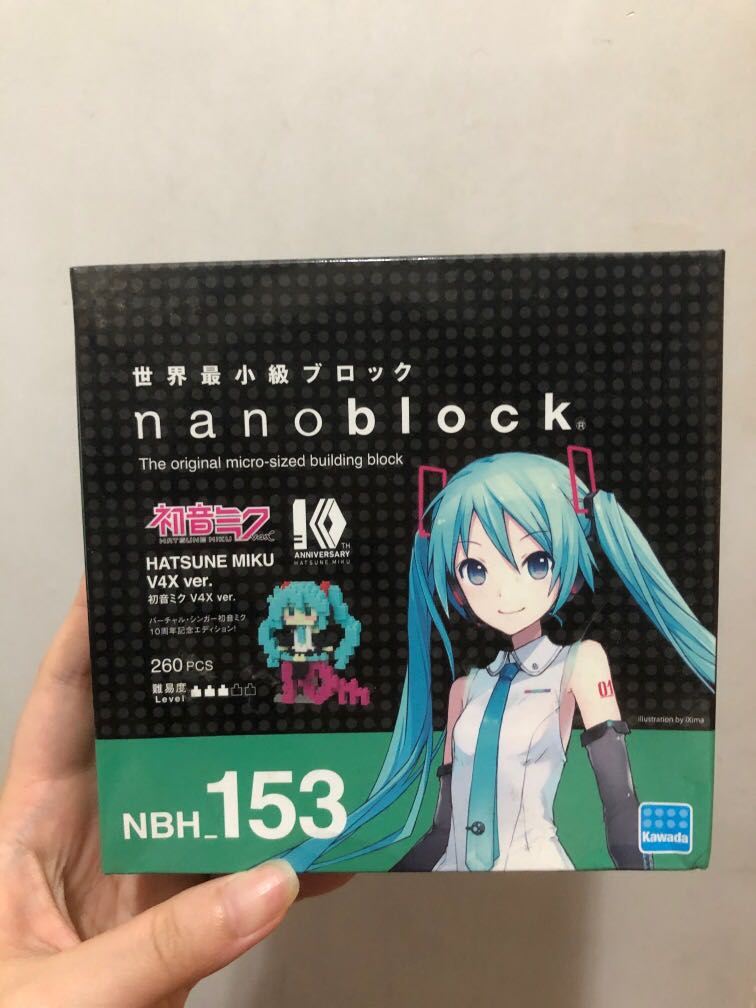 世界最小級ブロック
nanoblock®
The original micro-sized building block
初音ミク
HATSUNE MIKU V4X
10TH
ANNIVERSARY
HATSUNE MIKU
HATSUNE MIKU
V4X ver.
初音ミク V4X ver.
バーチャル・シンガー初音ミク
10周年記念エディション!
260 PCS
難易度
Level
10th
01
illustration by iXima
NBH_153
Kawada